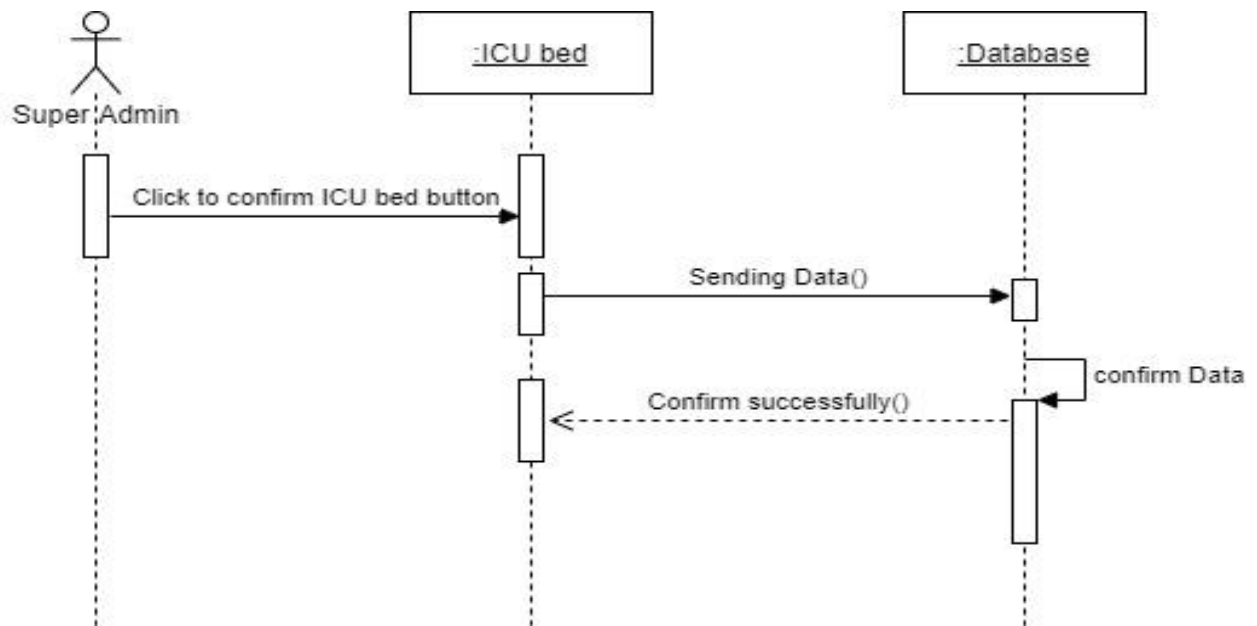 :ICU bed
:Database
Super Admin
Click to confirm ICU bed button
Sending Data()
confirm Data
Confirm successfully()